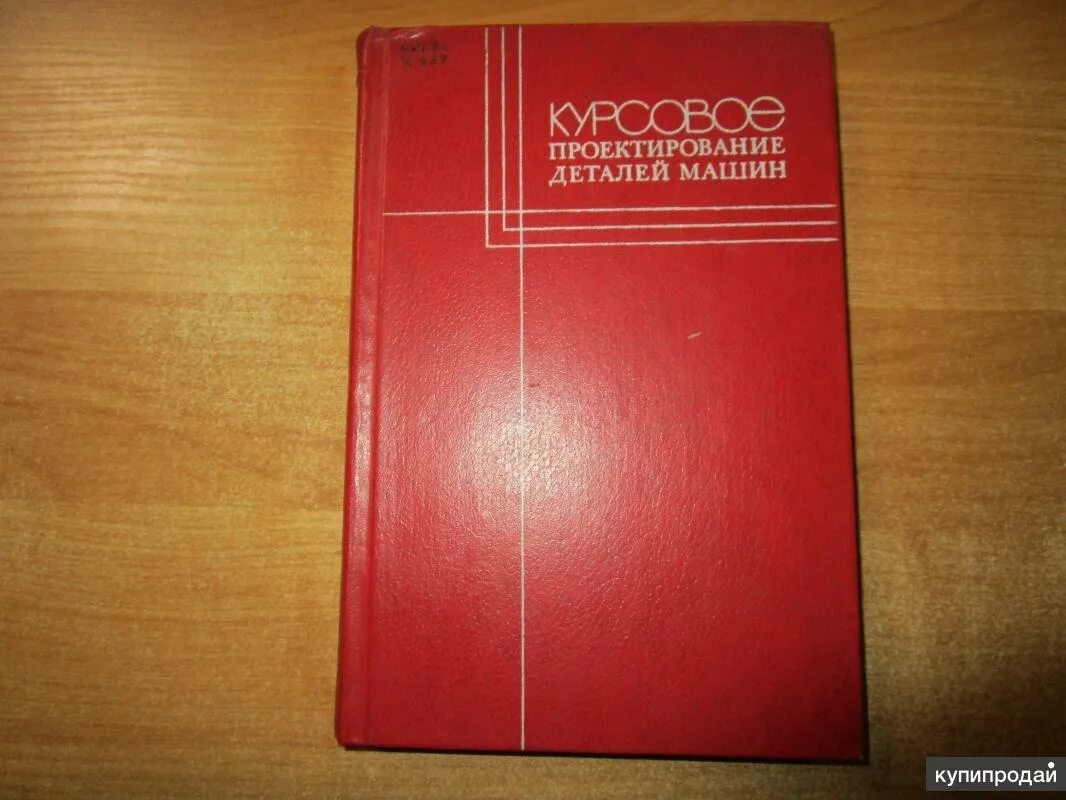 КУРСОВОЕ
ПРОЕКТИРОВАНИЕ
ДЕТАЛЕЙ МАШИН
купипродай